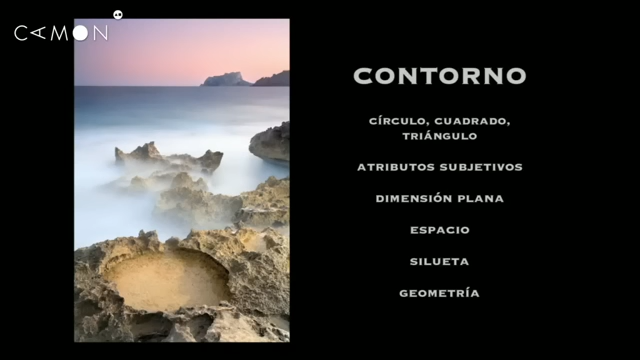 CAMON
CONTORNO
CÍRCULO, CUADRADO,
TRIÁNGULO
ATRIBUTOS SUBJETIVOS
DIMENSIÓN PLANA
ESPACIO
SILUETA
GEOMETRÍA